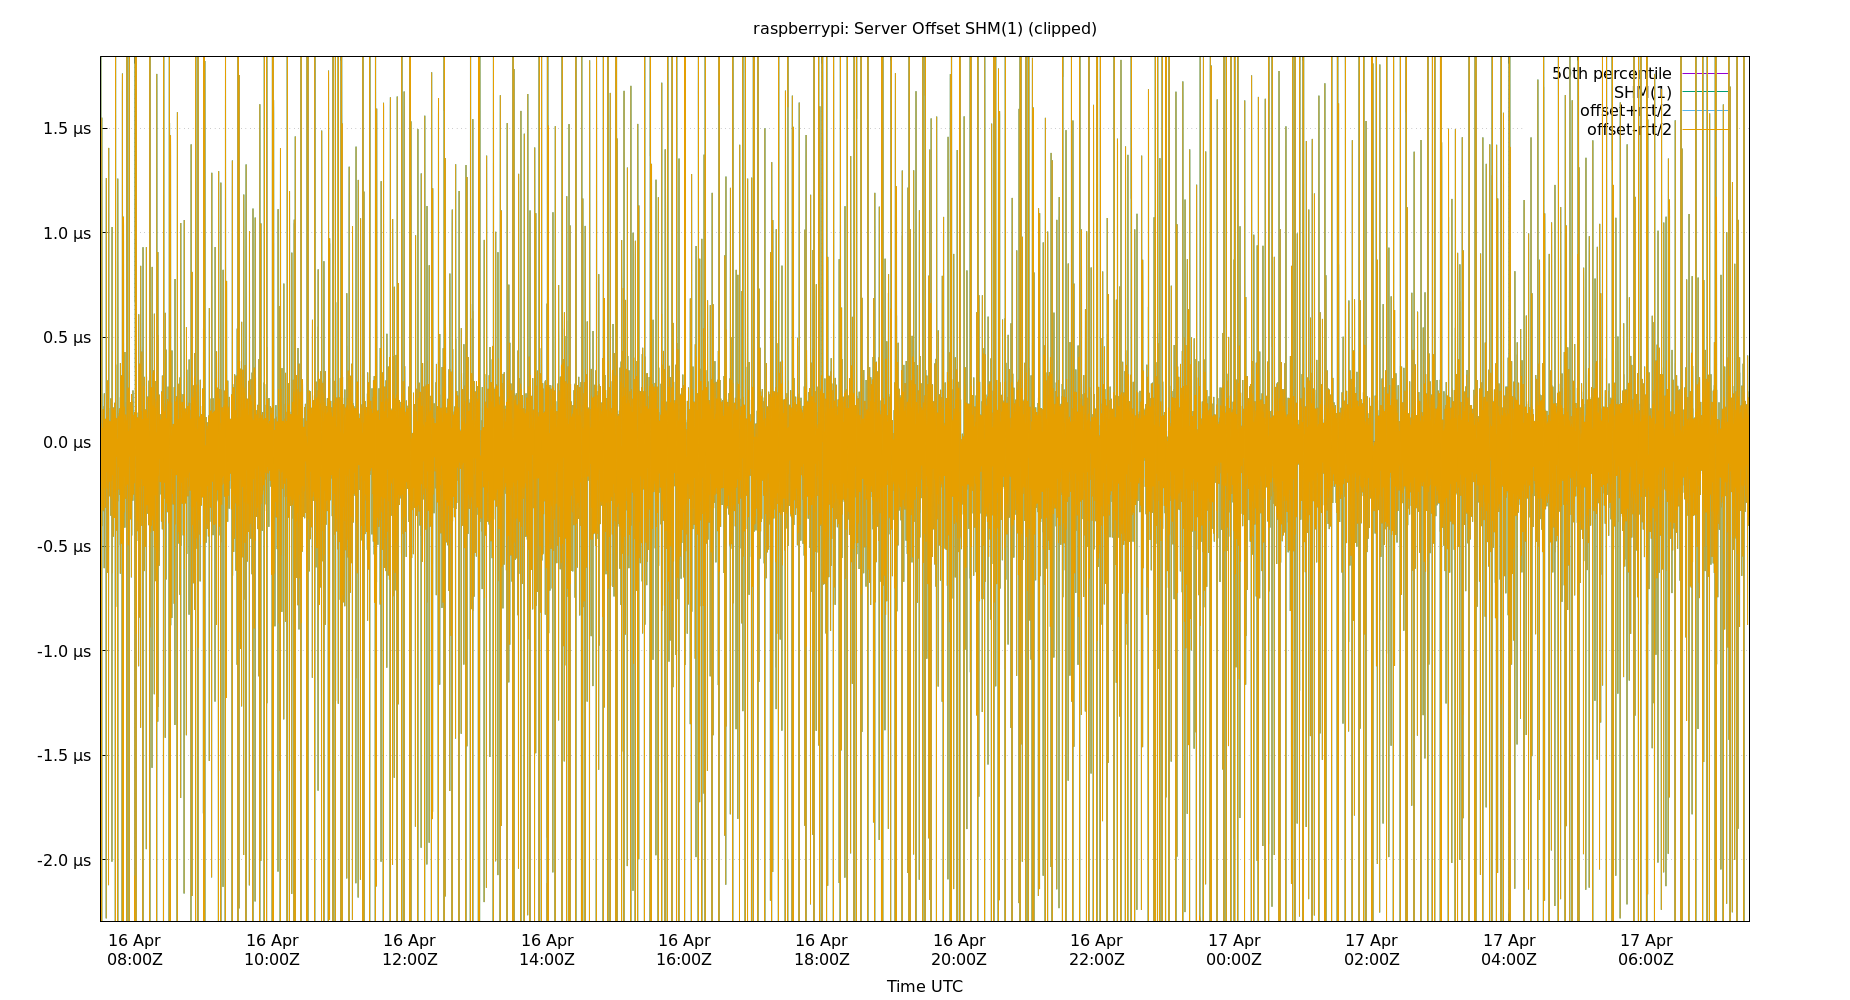 raspberrypi: Server Offset SHM(1) (clipped)
50th percentile
SHM(1)
offset+rtt/2
offset-rtt/2
1.5 µs
1.0 µs
0.5 µs
0.0 µs
-0.5 µs
-1.0 µs
-1.5 µs
-2.0 µs
16 Apr 16 Apr 16 Apr 16 Apr 16 Apr 16 Apr 16 Apr 16 Apr 17 Apr 17 Apr 17 Apr 17 Apr
08:00Z 10:00Z 12:00Z 14:00Z 16:00Z 18:00Z 20:00Z 22:00Z 00:00Z 02:00Z 04:00Z 06:00Z
Time UTC